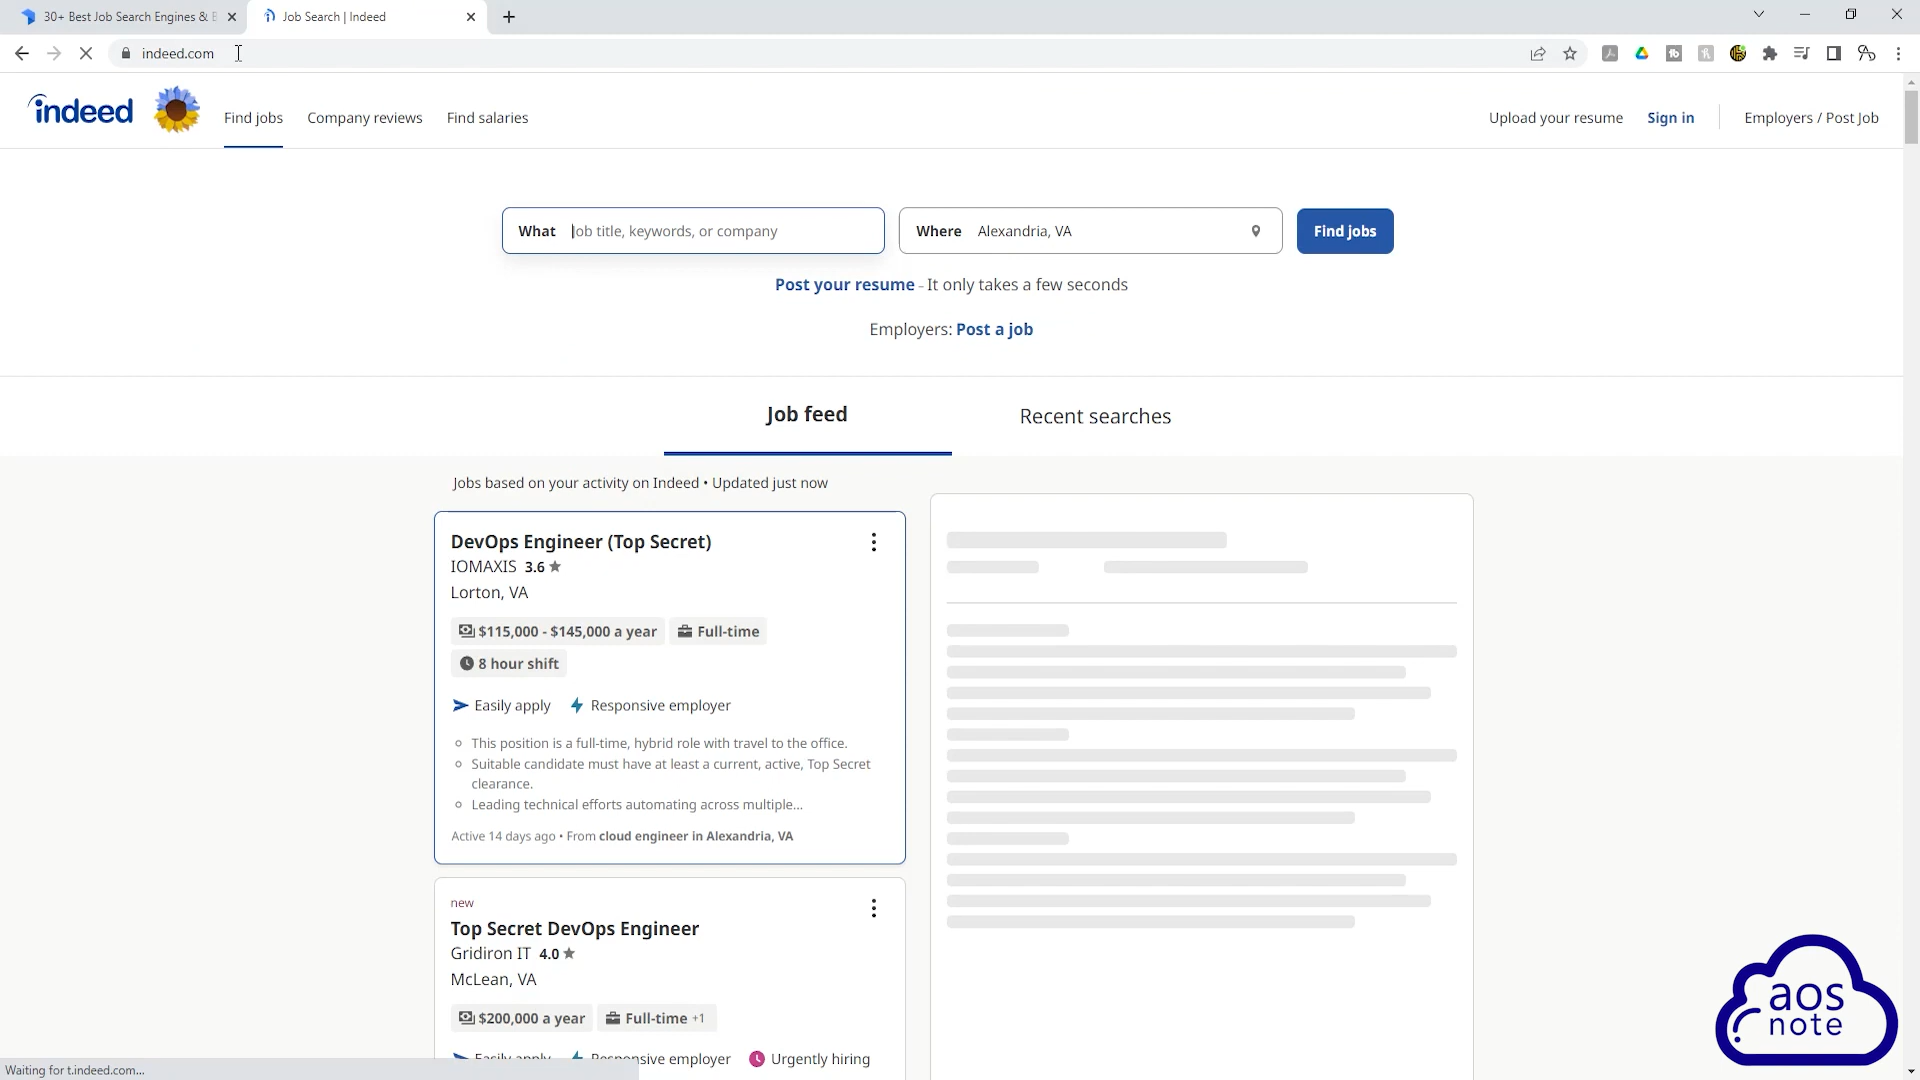 30+ Best Job Search Engines & B
Job Search | Indeed
indeed.com
indeed
Find jobs
Company reviews
Find salaries
Upload your resume
Sign in
Employers / Post Job
What
Job title, keywords, or company
Where
Alexandria, VA
Find jobs
Post your resume - It only takes a few seconds
Employers: Post a job
Job feed
Recent searches
Jobs based on your activity on Indeed • Updated just now
DevOps Engineer (Top Secret)
IOMAXIS 3.6 ★
Lorton, VA
$115,000 - $145,000 a year
Full-time
8 hour shift
Easily apply
Responsive employer
This position is a full-time, hybrid role with travel to the office.
Suitable candidate must have at least a current, active, Top Secret
clearance.
Leading technical efforts automating across multiple...
Active 14 days ago • From cloud engineer in Alexandria, VA
new
Top Secret DevOps Engineer
Gridiron IT 4.0 ★
McLean, VA
$200,000 a year
Full-time +1
Easily apply
Responsive employer
Urgently hiring
Waiting for t.indeed.com...
aos
note